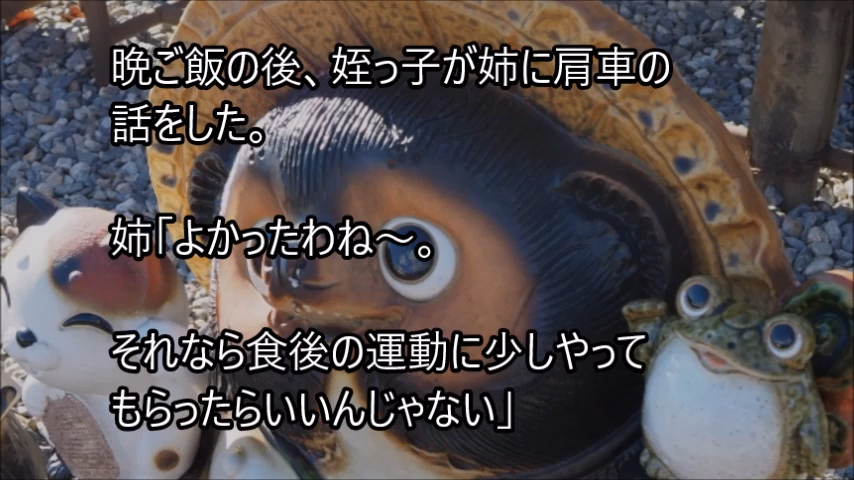 晩ご飯の後、姪っ子が姉に肩車の
話をした。
姉「よかったわね～。
それなら食後の運動に少しやって
もらったらいいんじゃない」